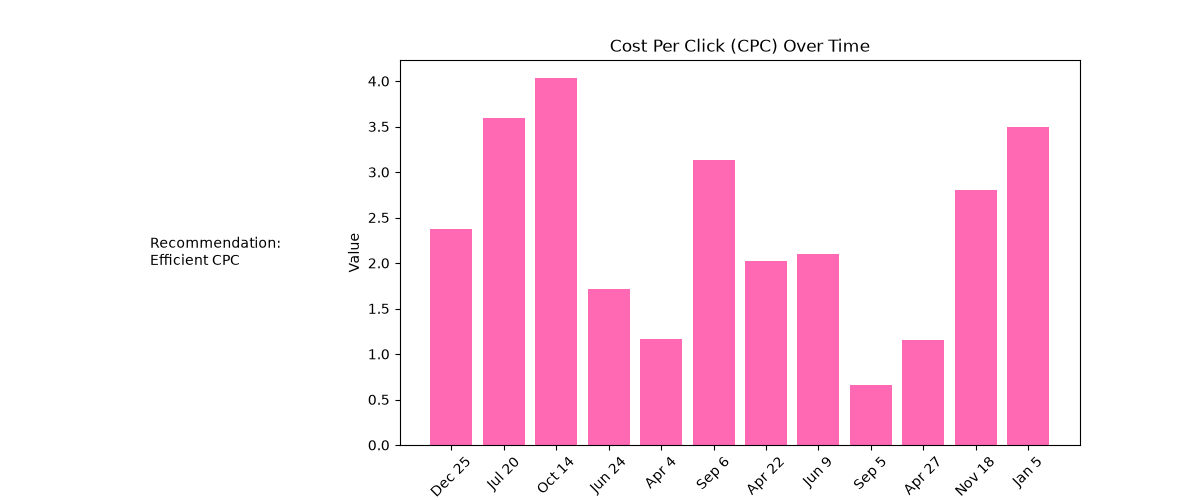 Cost Per Click (CPC) Over Time
Recommendation:
Efficient CPC
Value
4.0
3.5
3.0
2.5
2.0
1.5
1.0
0.5
0.0
Dec 25
Jul 20
Oct 14
Jun 24
Apr 4
Sep 6
Apr 22
Jun 9
Sep 5
Apr 27
Nov 18
Jan 5